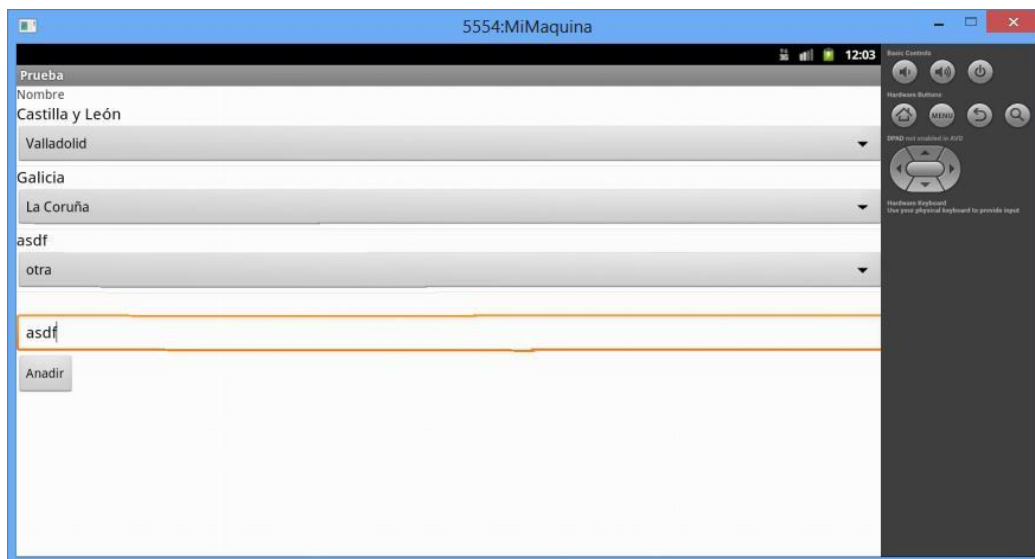 5554:MiMaquina
3G 12:03
Prueba
Nombre
Castilla y León
Valladolid
Galicia
La Coruña
asdf
otra
asdf
Anadir
Basic Controls
Hardware Buttons
MENU
DPAD not enabled in AVD
Hardware Keyboard
Use your physical keyboard to provide input